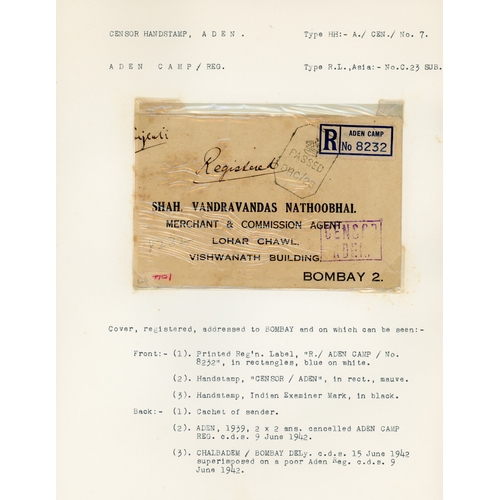 CENSOR HANDSTAMP, A D E N . Type HH:- A./ CEN./ No. 7.
A D E N C A M P / REG. Type R.L.,Asia:- No.C.23 SUB.
R ADEN CAMP
No 8232
PASSED
Registered
SHAH. VANDRAVANDAS NATHOOBHAI.
MERCHANT & COMMISSION AGENT
LOHAR CHAWL,
VISHWANATH BUILDING,
BOMBAY 2.
CENSOR
ADEN.
Cover, registered, addressed to BOMBAY and on which can be seen:-
Front:- (1). Printed Reg'n. Label, "R./ ADEN CAMP / No.
8232", in rectangles, blue on white.
(2). Handstamp, "CENSOR / ADEN", in rect., mauve.
(3). Handstamp, Indian Examiner Mark, in black.
Back:- (1). Cachet of sender.
(2). ADEN, 1939, 2 x 2 ans. cancelled ADEN CAMP
REG. c.d.s. 9 June 1942.
(3). CHALBADEM / BOMBAY DELy. c.d.s. 15 June 1942
superimposed on a poor Aden Reg. c.d.s. 9
June 1942.